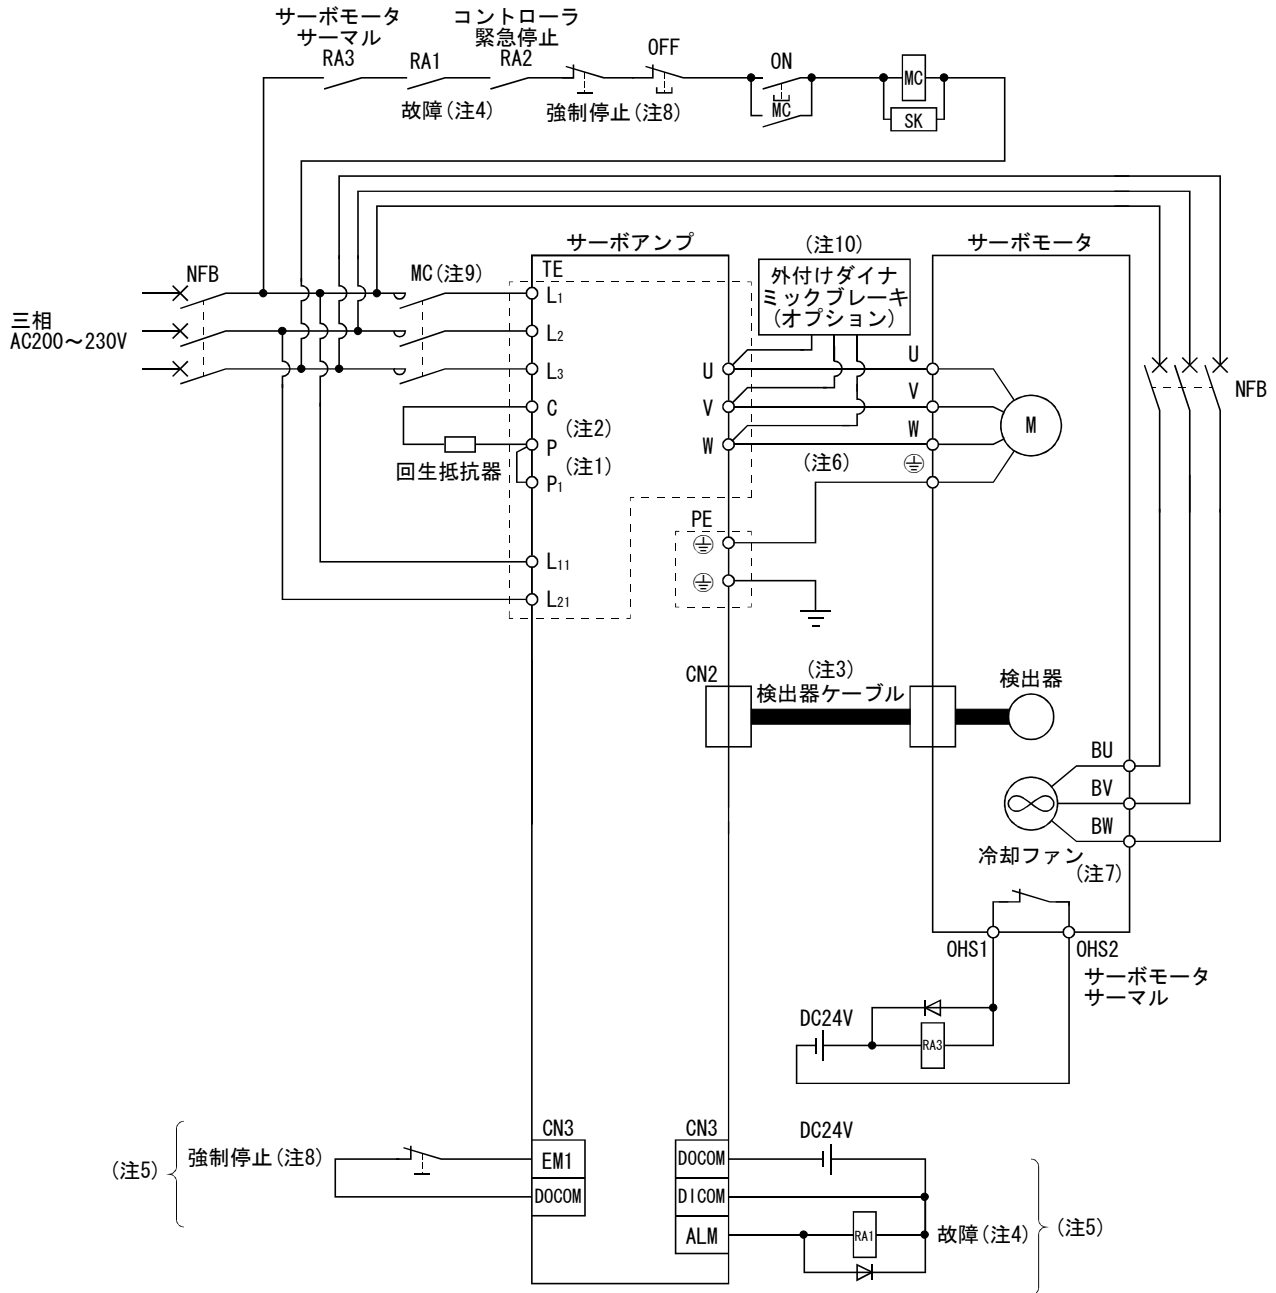 サーボモータ
サーマル
RA3
RA1
コントローラ
緊急停止
RA2
OFF
ON
MC
SK
MC
故障(注4)
強制停止(注8)
サーボアンプ
(注10)
サーボモータ
NFB
MC(注9)
TE
外付けダイナ
ミックブレーキ
(オプション)
三相
AC200～230V
L1
L2
L3
C
P
P1
(注2)
(注1)
回生抵抗器
L11
L21
U
V
W
U
V
W
M
NFB
(注6)
PE
CN2
(注3)
検出器ケーブル
検出器
BU
BV
BW
冷却ファン
(注7)
OHS1
OHS2
サーボモータ
サーマル
DC24V
RA3
(注5)
強制停止(注8)
CN3
EM1
DOCOM
CN3
DOCOM
DICOM
ALM
DC24V
RA1
故障(注4)
(注5)